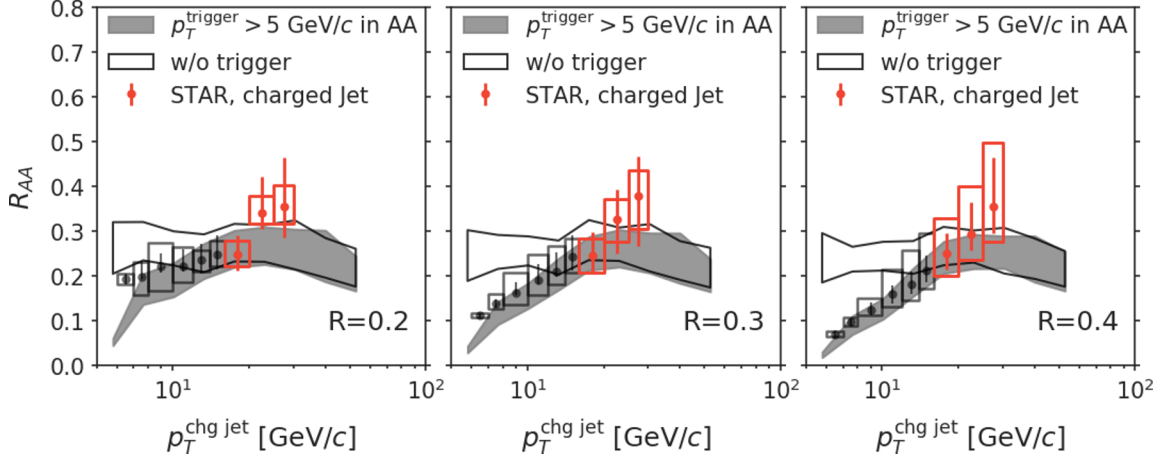 0.8
0.7
0.6
0.5
0.4
0.3
0.2
0.1
0.0
R_AA
p_T^trigger > 5 GeV/c in AA
w/o trigger
STAR, charged Jet
R=0.2
10^1
10^2
p_T^chg jet [GeV/c]
p_T^trigger > 5 GeV/c in AA
w/o trigger
STAR, charged Jet
R=0.3
10^1
10^2
p_T^chg jet [GeV/c]
p_T^trigger > 5 GeV/c in AA
w/o trigger
STAR, charged Jet
R=0.4
10^1
10^2
p_T^chg jet [GeV/c]